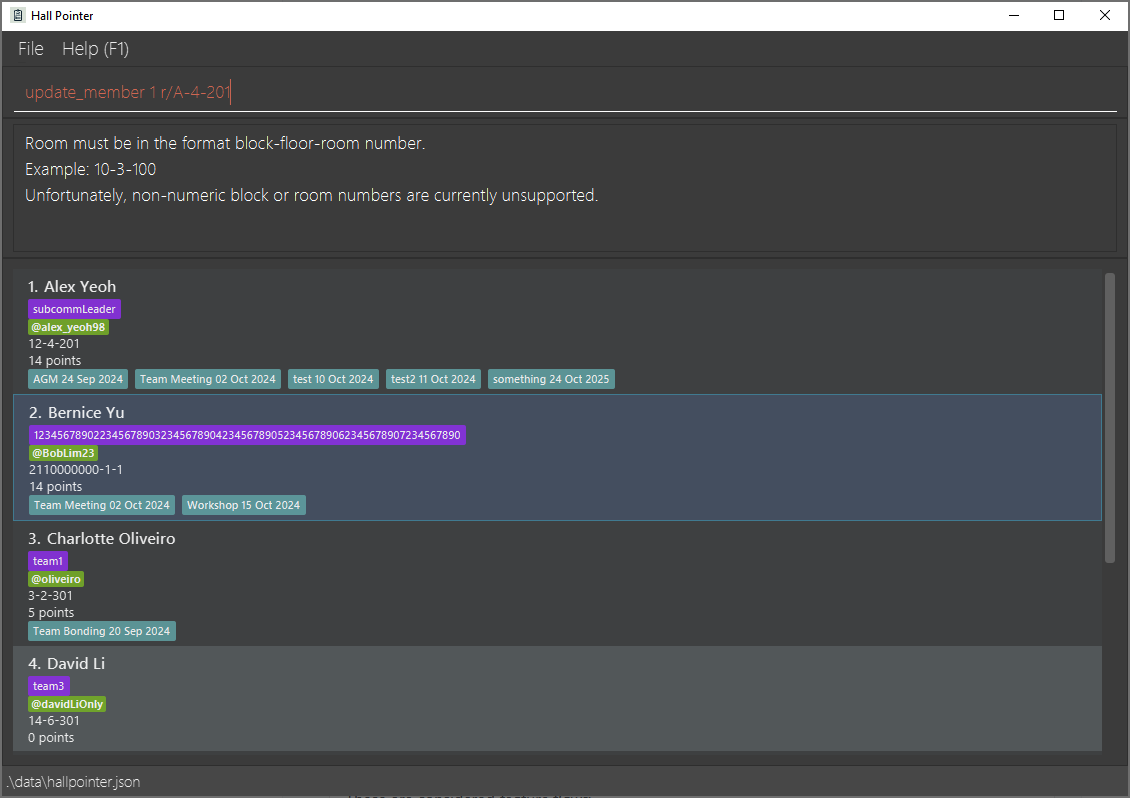 Hall Pointer
File Help (F1)
update_member 1 r/A-4-201
Room must be in the format block-floor-room number.
Example: 10-3-100
Unfortunately, non-numeric block or room numbers are currently unsupported.
1. Alex Yeoh
subcommLeader
@alex_yeoh98
12-4-201
14 points
AGM 24 Sep 2024 Team Meeting 02 Oct 2024 test 10 Oct 2024 test2 11 Oct 2024 something 24 Oct 2025
2. Bernice Yu
1234567890223456789032345678904234567890523456789062345678907234567890
@BobLim23
2110000000-1-1
14 points
Team Meeting 02 Oct 2024 Workshop 15 Oct 2024
3. Charlotte Oliveiro
team1
@oliveiro
3-2-301
5 points
Team Bonding 20 Sep 2024
4. David Li
team3
@davidLiOnly
14-6-301
0 points
.\data\hallpointer.json